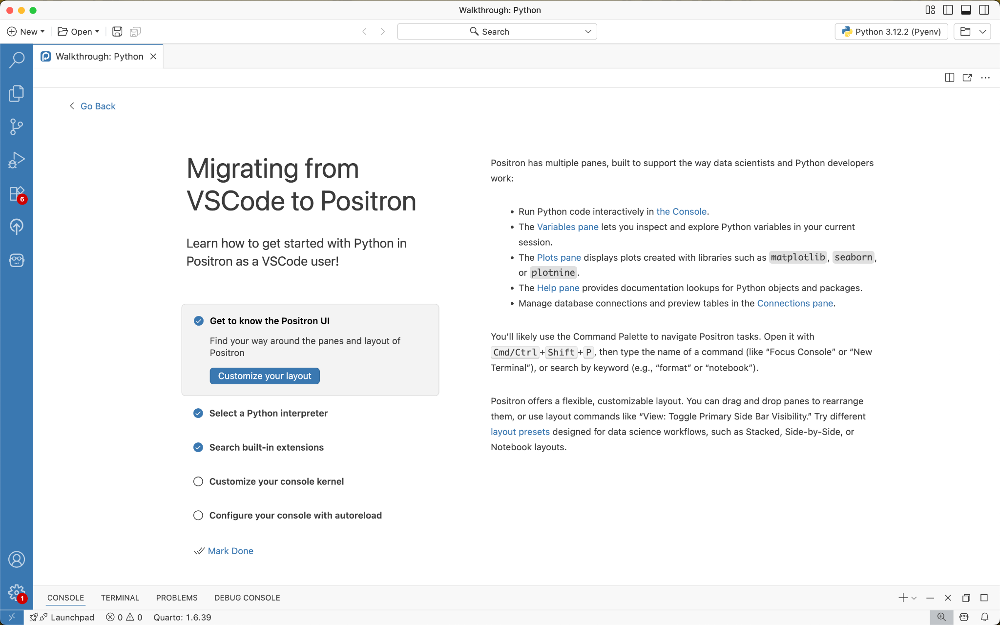 Walkthrough: Python
New
Open
Search
Python 3.12.2 (Pyenv)
Walkthrough: Python
Go Back
Migrating from
VSCode to Positron
Learn how to get started with Python in
Positron as a VSCode user!
Get to know the Positron UI
Find your way around the panes and layout of
Positron
Customize your layout
Select a Python interpreter
Search built-in extensions
Customize your console kernel
Configure your console with autoreload
Mark Done
Positron has multiple panes, built to support the way data scientists and Python developers
work:
• Run Python code interactively in the Console.
• The Variables pane lets you inspect and explore Python variables in your current
session.
• The Plots pane displays plots created with libraries such as matplotlib, seaborn,
or plotnine.
• The Help pane provides documentation lookups for Python objects and packages.
• Manage database connections and preview tables in the Connections pane.
You’ll likely use the Command Palette to navigate Positron tasks. Open it with
Cmd/Ctrl+Shift+P, then type the name of a command (like “Focus Console” or “New
Terminal”), or search by keyword (e.g., “format” or “notebook”).
Positron offers a flexible, customizable layout. You can drag and drop panes to rearrange
them, or use layout commands like “View: Toggle Primary Side Bar Visibility.” Try different
layout presets designed for data science workflows, such as Stacked, Side-by-Side, or
Notebook layouts.
6
1
CONSOLE
TERMINAL
PROBLEMS
DEBUG CONSOLE
Launchpad
0
0
Quarto: 1.6.39